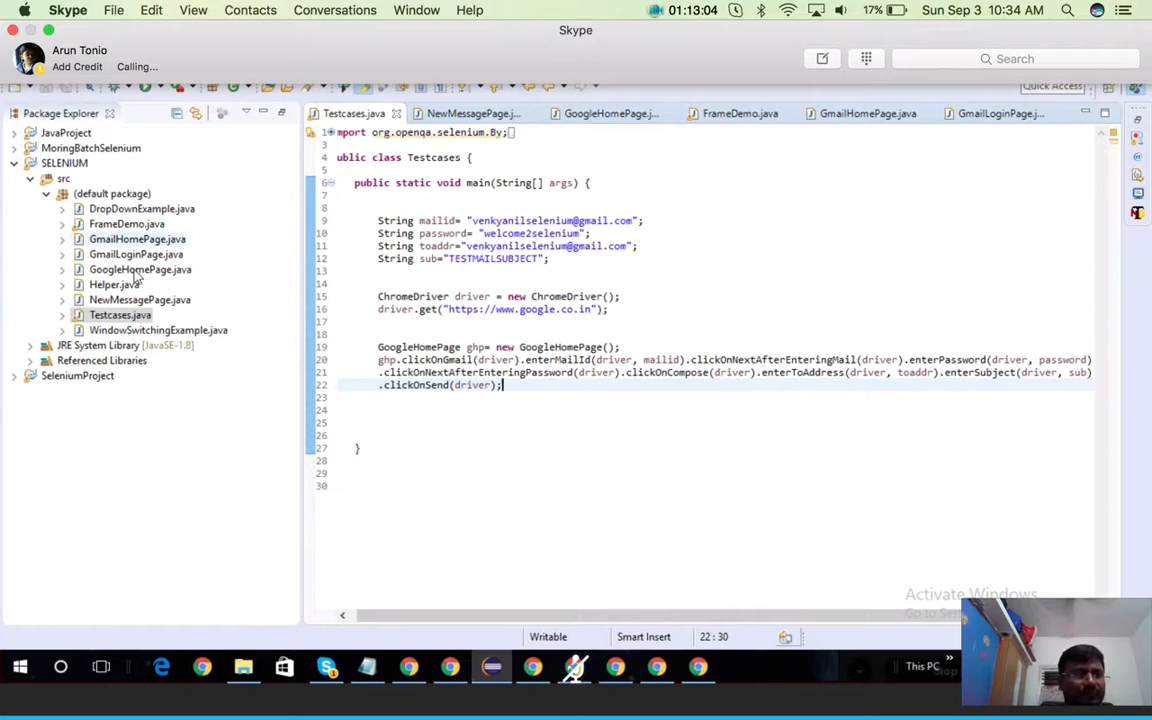 Skype File Edit View Contacts Conversations Window Help 01:13:04 17% Sun Sep 3 10:34 AM
Skype
Arun Tonio
Add Credit Calling...
Search
Quick Access
Package Explorer
Testcases.java NewMessagePage.j... GoogleHomePage.j... FrameDemo.java GmailHomePage.java GmailLoginPage.j...
JavaProject
MoringBatchSelenium
SELENIUM
src
(default package)
DropDownExample.java
FrameDemo.java
GmailHomePage.java
GmailLoginPage.java
GoogleHomePage.java
Helper.java
NewMessagePage.java
Testcases.java
WindowSwitchingExample.java
JRE System Library [JavaSE-1.8]
Referenced Libraries
SeleniumProject
1 mport org.openqa.selenium.By;
3
4 ublic class Testcases {
5
6 public static void main(String[] args) {
7
8
9 String mailid= "venkyanilselenium@gmail.com";
10 String password= "welcome2selenium";
11 String toaddr="venkyanilselenium@gmail.com";
12 String sub="TESTMAILSUBJECT";
13
14
15 ChromeDriver driver = new ChromeDriver();
16 driver.get("https://www.google.co.in");
17
18
19 GoogleHomePage ghp= new GoogleHomePage();
20 ghp.clickOnGmail(driver).enterMailId(driver, mailid).clickOnNextAfterEnteringMail(driver).enterPassword(driver, password)
21 .clickOnNextAfterEnteringPassword(driver).clickOnCompose(driver).enterToAddress(driver, toaddr).enterSubject(driver, sub)
22 .clickOnSend(driver);
23
24
25
26
27 }
28
29
30
Activate Windows
Writable Smart Insert 22 : 30
This PC